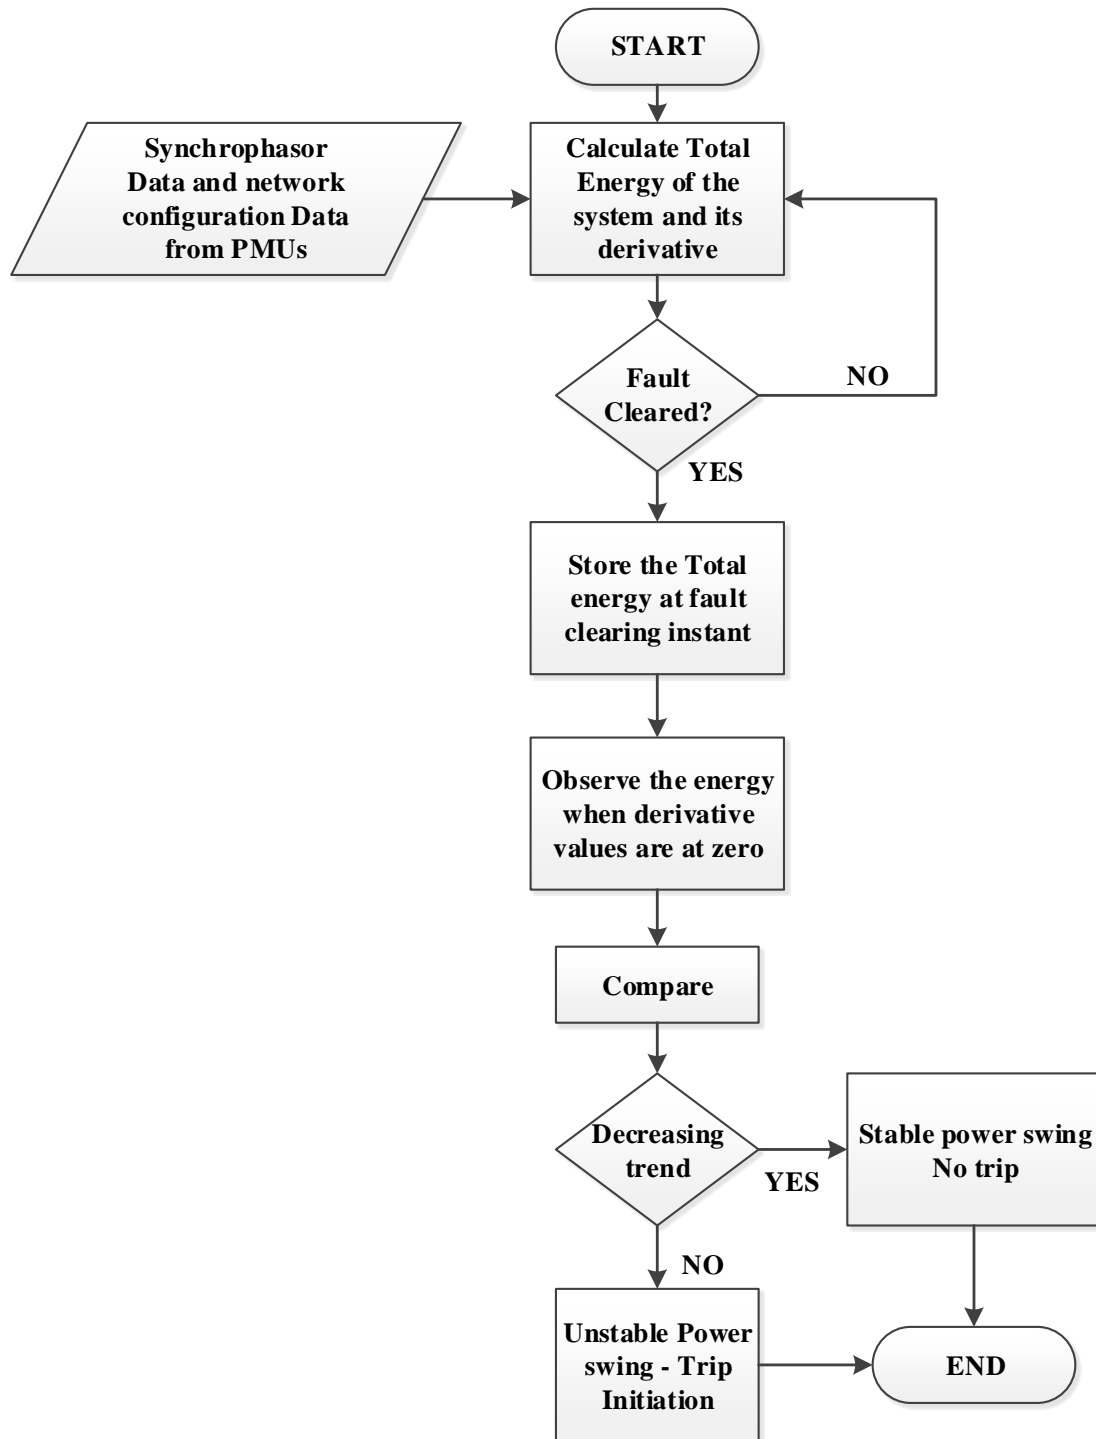 START
Synchrophasor
Data and network
configuration Data
from PMUs
Calculate Total
Energy of the
system and its
derivative
Fault
Cleared?
NO
YES
Store the Total
energy at fault
clearing instant
Observe the energy
when derivative
values are at zero
Compare
Decreasing
trend
YES
Stable power swing
No trip
NO
Unstable Power
swing - Trip
Initiation
END